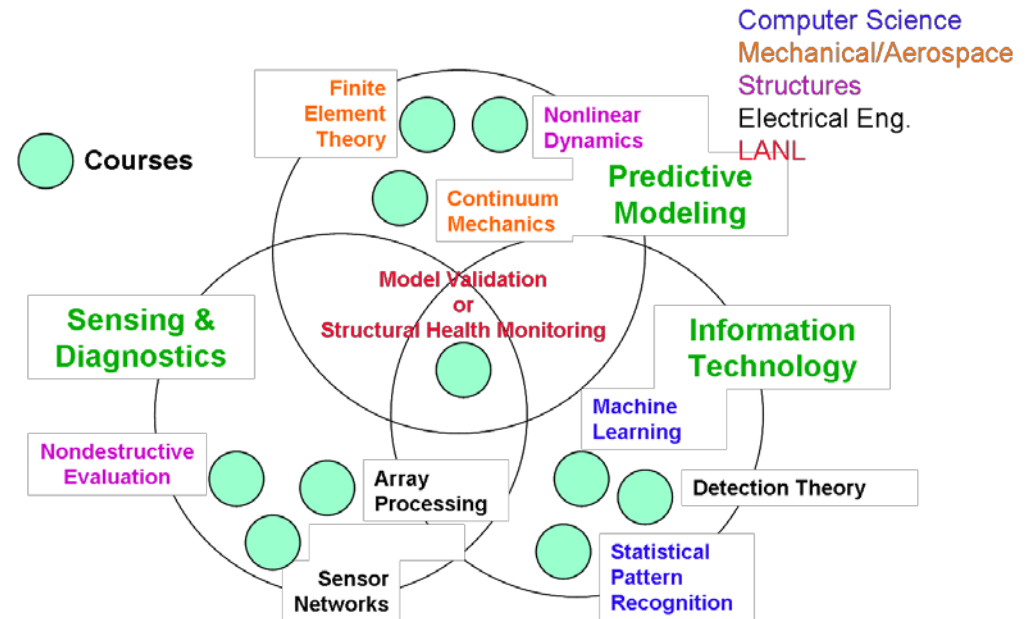 Computer Science
Mechanical/Aerospace
Structures
Electrical Eng.
LANL
Courses
Finite
Element
Theory
Nonlinear
Dynamics
Predictive
Modeling
Continuum
Mechanics
Model Validation
or
Structural Health Monitoring
Sensing &
Diagnostics
Information
Technology
Machine
Learning
Nondestructive
Evaluation
Array
Processing
Detection Theory
Sensor
Networks
Statistical
Pattern
Recognition